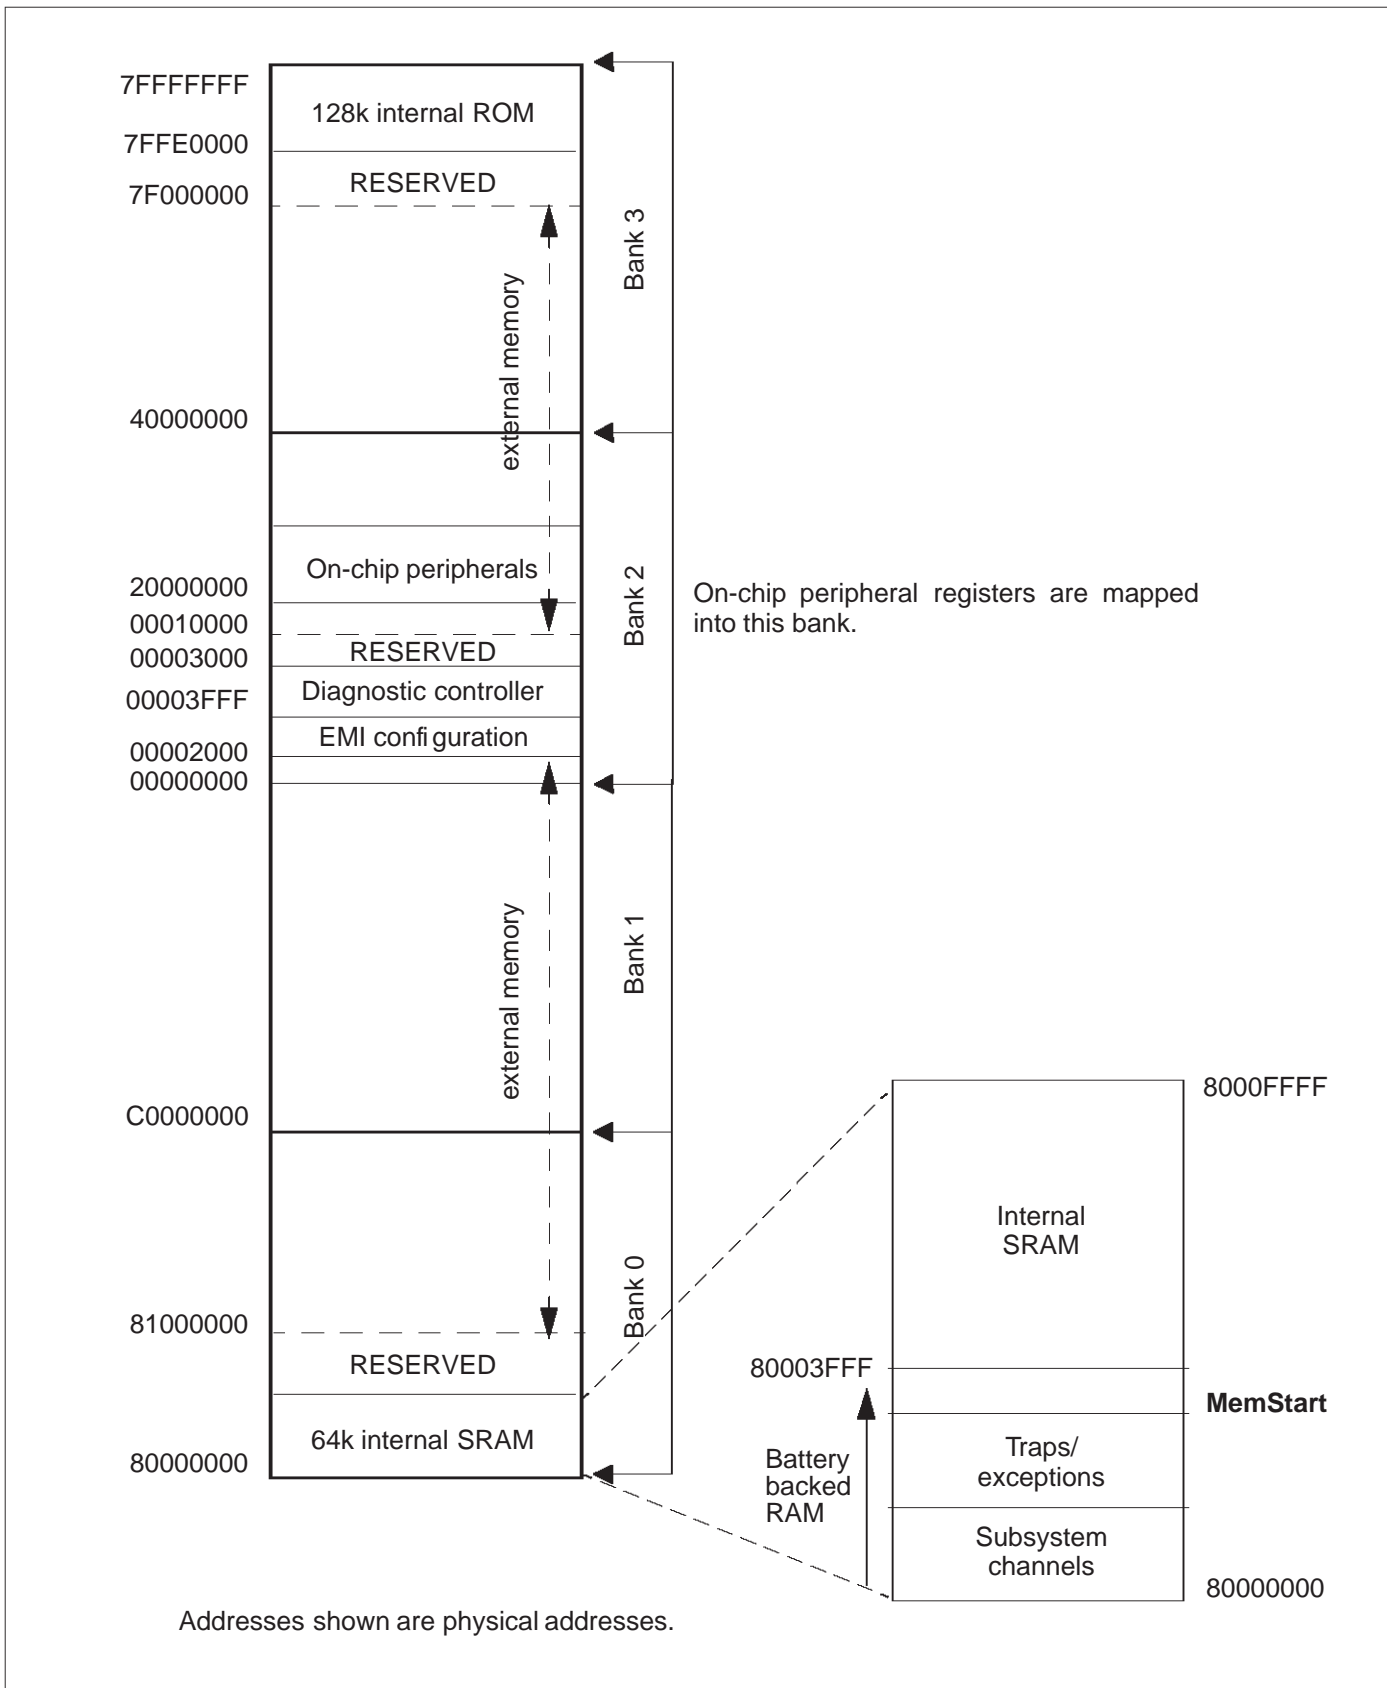 7FFFFFFF
128k internal ROM
7FFE0000
RESERVED
7F000000
Bank 3
external memory
40000000
On-chip peripherals
20000000
Bank 2
On-chip peripheral registers are mapped
into this bank.
00010000
RESERVED
00003000
Diagnostic controller
00003FFF
EMI configuration
00002000
00000000
Bank 1
external memory
C0000000
8000FFFF
Internal
SRAM
Bank 0
81000000
RESERVED
80003FFF
MemStart
64k internal SRAM
80000000
Battery
backed
RAM
Traps/
exceptions
Subsystem
channels
80000000
Addresses shown are physical addresses.